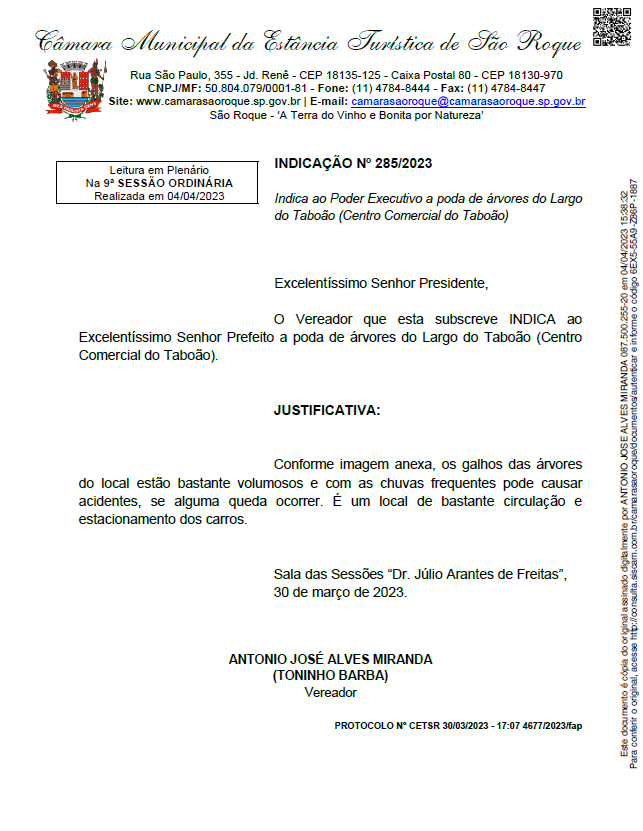 Câmara Municipal da Estância Turística de São Roque
Rua São Paulo, 355 - Jd. Renê - CEP 18135-125 - Caixa Postal 80 - CEP 18130-970
CNPJ/MF: 50.804.079/0001-81 - Fone: (11) 4784-8444 - Fax: (11) 4784-8447
Site: www.camarasaoroque.sp.gov.br | E-mail: camarasaoroque@camarasaoroque.sp.gov.br
São Roque - ‘A Terra do Vinho e Bonita por Natureza’
Leitura em Plenário
Na 9ª SESSÃO ORDINÁRIA
Realizada em 04/04/2023
INDICAÇÃO Nº 285/2023
Indica ao Poder Executivo a poda de árvores do Largo
do Taboão (Centro Comercial do Taboão)
Excelentíssimo Senhor Presidente,
O Vereador que esta subscreve INDICA ao
Excelentíssimo Senhor Prefeito a poda de árvores do Largo do Taboão (Centro
Comercial do Taboão).
JUSTIFICATIVA:
Conforme imagem anexa, os galhos das árvores
do local estão bastante volumosos e com as chuvas frequentes pode causar
acidentes, se alguma queda ocorrer. É um local de bastante circulação e
estacionamento dos carros.
Sala das Sessões “Dr. Júlio Arantes de Freitas”,
30 de março de 2023.
ANTONIO JOSÉ ALVES MIRANDA
(TONINHO BARBA)
Vereador
PROTOCOLO Nº CETSR 30/03/2023 - 17:07 4677/2023/fap
Este documento é cópia do original assinado digitalmente por ANTONIO JOSE ALVES MIRANDA 087.500.255-20 em 04/04/2023 15:38:32
Para conferir o original, acesse http://consulta.siscam.com.br/camarasaoroque/documentos/autenticar e informe o código 6EX5-55A9-Z86P-1887